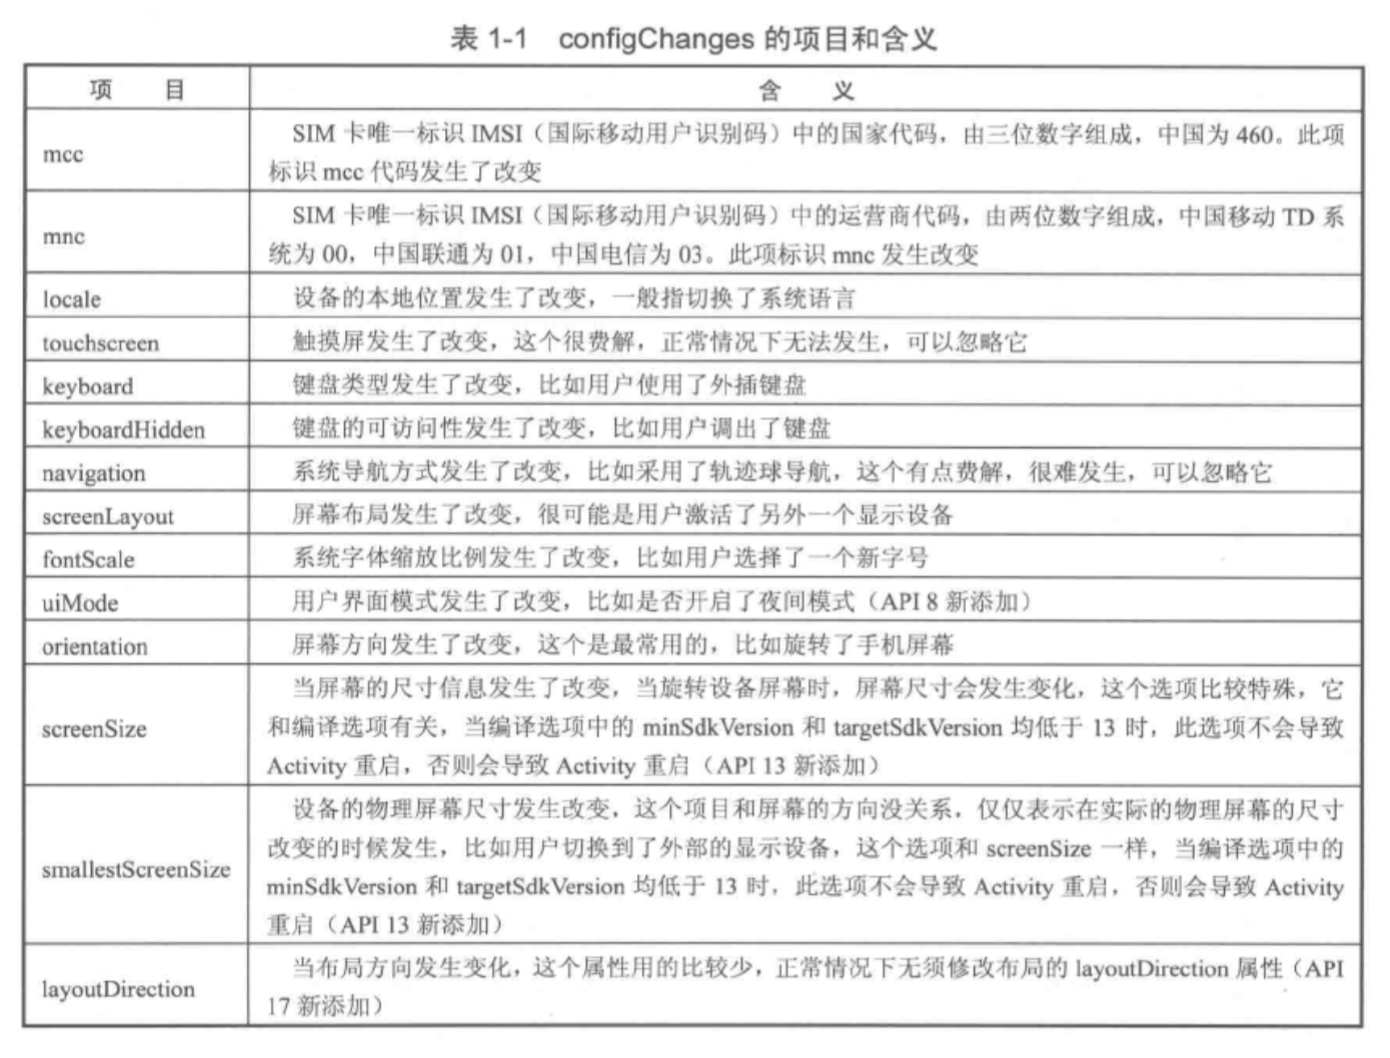 表 1-1 configChanges 的项目和含义
项 目
含 义
mcc
SIM 卡唯一标识 IMSI（国际移动用户识别码）中的国家代码，由三位数字组成，中国为 460。此项
标识 mcc 代码发生了改变
mnc
SIM 卡唯一标识 IMSI（国际移动用户识别码）中的运营商代码，由两位数字组成，中国移动 TD 系
统为 00，中国联通为 01，中国电信为 03。此项标识 mnc 发生改变
locale
设备的本地位置发生了改变，一般指切换了系统语言
touchscreen
触摸屏发生了改变，这个很费解，正常情况下无法发生，可以忽略它
keyboard
键盘类型发生了改变，比如用户使用了外插键盘
keyboardHidden
键盘的可访问性发生了改变，比如用户调出了键盘
navigation
系统导航方式发生了改变，比如采用了轨迹球导航，这个有点费解，很难发生，可以忽略它
screenLayout
屏幕布局发生了改变，很可能是用户激活了另外一个显示设备
fontScale
系统字体缩放比例发生了改变，比如用户选择了一个新字号
uiMode
用户界面模式发生了改变，比如是否开启了夜间模式（API 8 新添加）
orientation
屏幕方向发生了改变，这个是最常用的，比如旋转了手机屏幕
screenSize
当屏幕的尺寸信息发生了改变，当旋转设备屏幕时，屏幕尺寸会发生变化，这个选项比较特殊，它
和编译选项有关，当编译选项中的 minSdkVersion 和 targetSdkVersion 均低于 13 时，此选项不会导致
Activity 重启，否则会导致 Activity 重启（API 13 新添加）
smallestScreenSize
设备的物理屏幕尺寸发生改变，这个项目和屏幕的方向没关系，仅仅表示在实际的物理屏幕的尺寸
改变的时候发生，比如用户切换到了外部的显示设备，这个选项和 screenSize 一样，当编译选项中的
minSdkVersion 和 targetSdkVersion 均低于 13 时，此选项不会导致 Activity 重启，否则会导致 Activity
重启（API 13 新添加）
layoutDirection
当布局方向发生变化，这个属性用的比较少，正常情况下无须修改布局的 layoutDirection 属性（API
17 新添加）